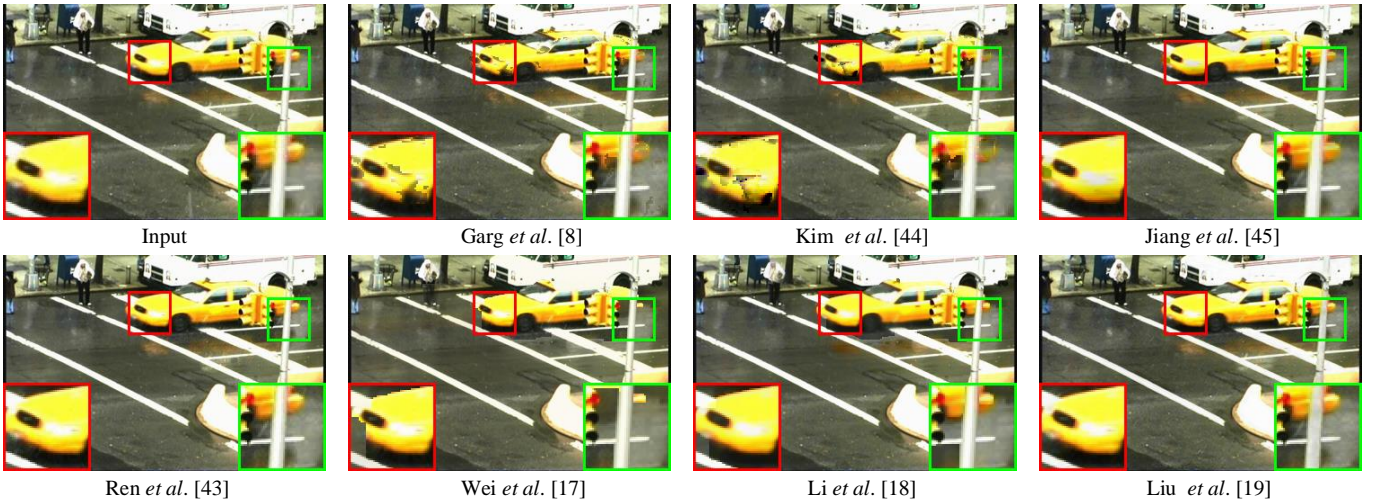 Input
Garg et al. [8]
Kim et al. [44]
Jiang et al. [45]
Ren et al. [43]
Wei et al. [17]
Li et al. [18]
Liu et al. [19]